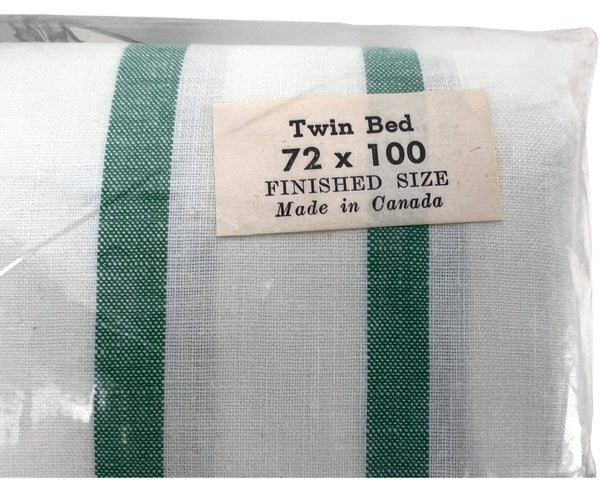 Twin Bed
72 x 100
FINISHED SIZE
Made in Canada